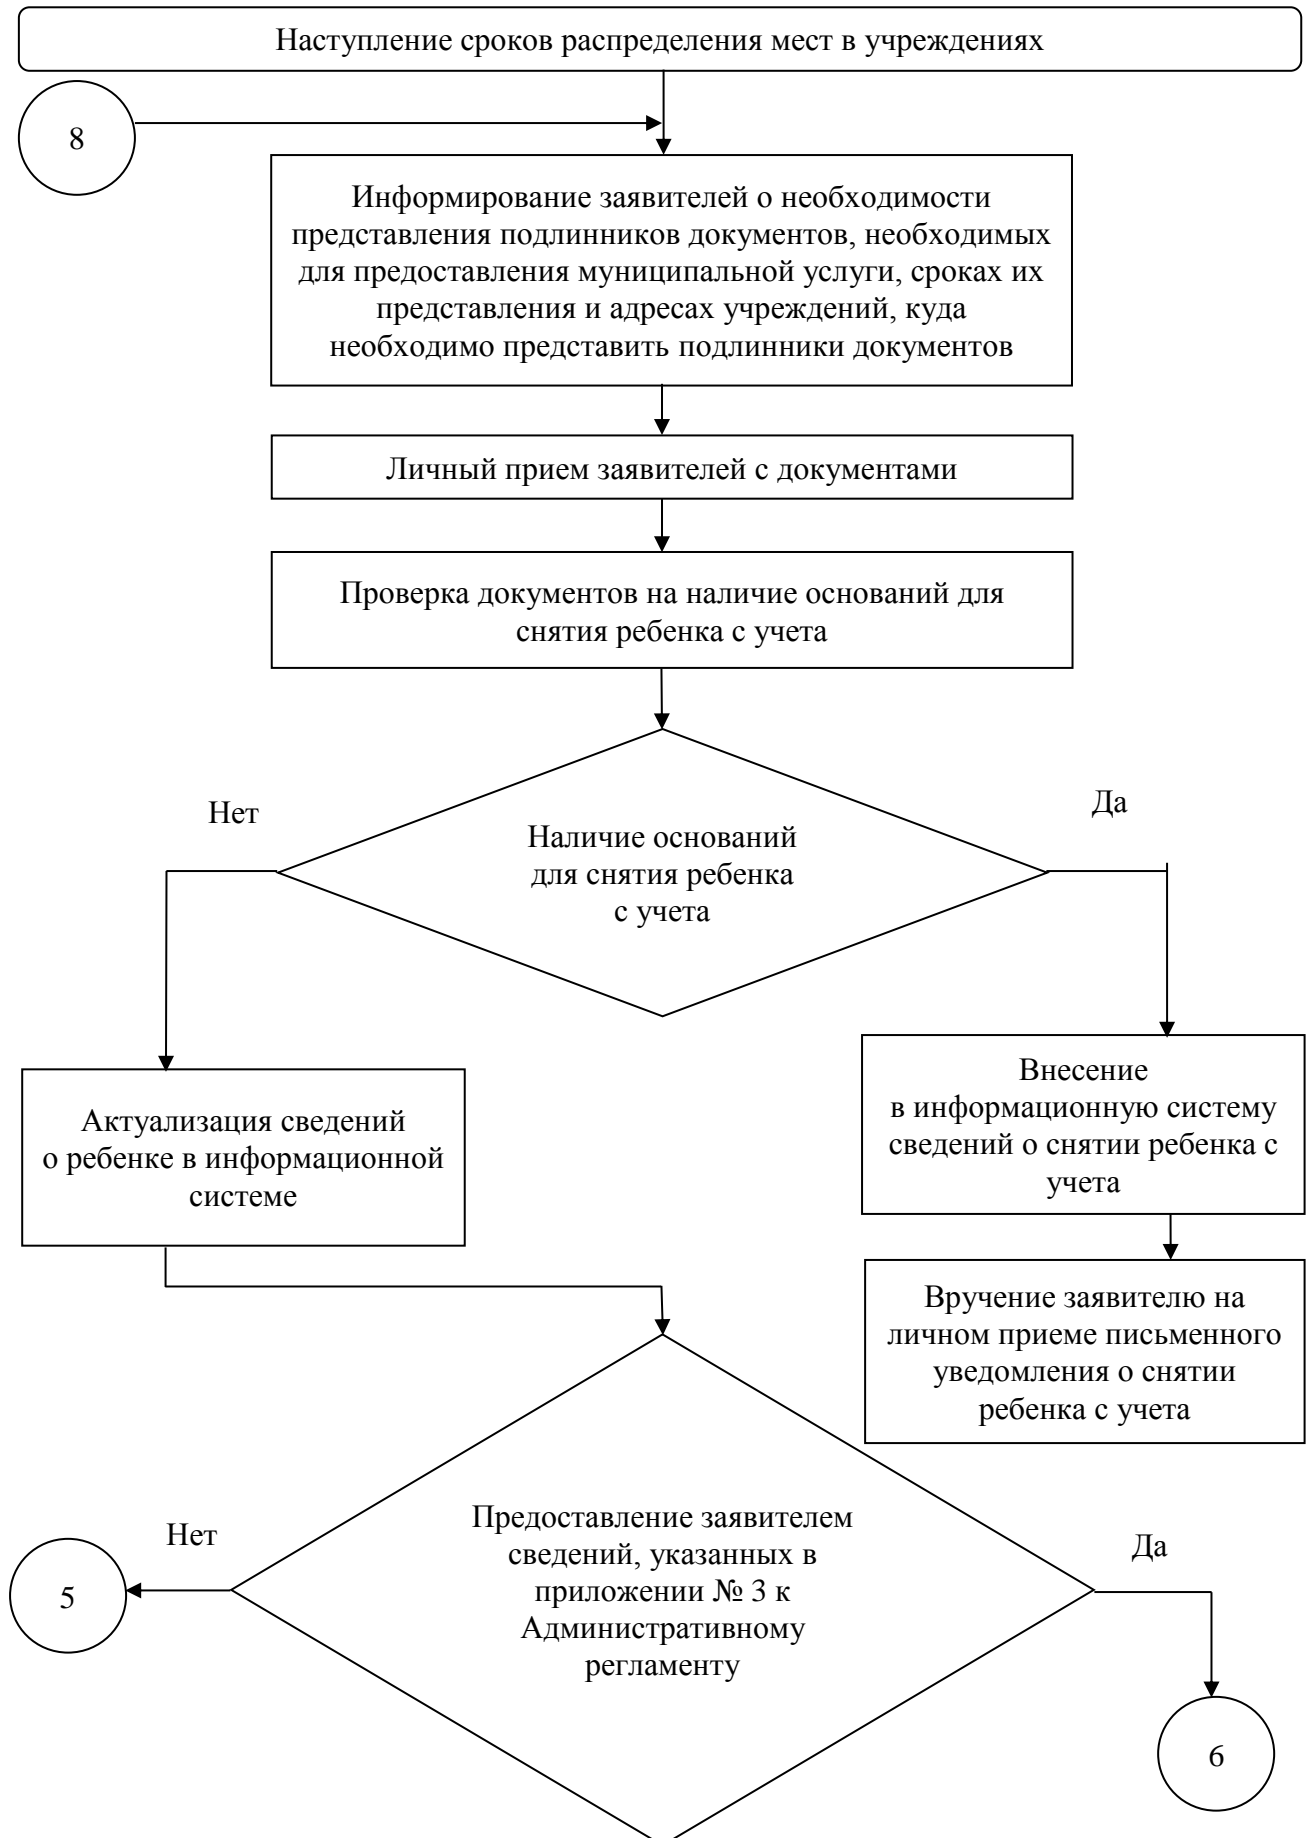 Наступление сроков распределения мест в учреждениях
8
Информирование заявителей о необходимости
представления подлинников документов, необходимых
для предоставления муниципальной услуги, сроках их
представления и адресах учреждений, куда
необходимо представить подлинники документов
Личный прием заявителей с документами
Проверка документов на наличие оснований для
снятия ребенка с учета
Нет
Да
Наличие оснований
для снятия ребенка
с учета
Актуализация сведений
о ребенке в информационной
системе
Внесение
в информационную систему
сведений о снятии ребенка с
учета
Вручение заявителю на
личном приеме письменного
уведомления о снятии
ребенка с учета
Нет
Да
Предоставление заявителем
сведений, указанных в
приложении № 3 к
Административному
регламенту
5
6